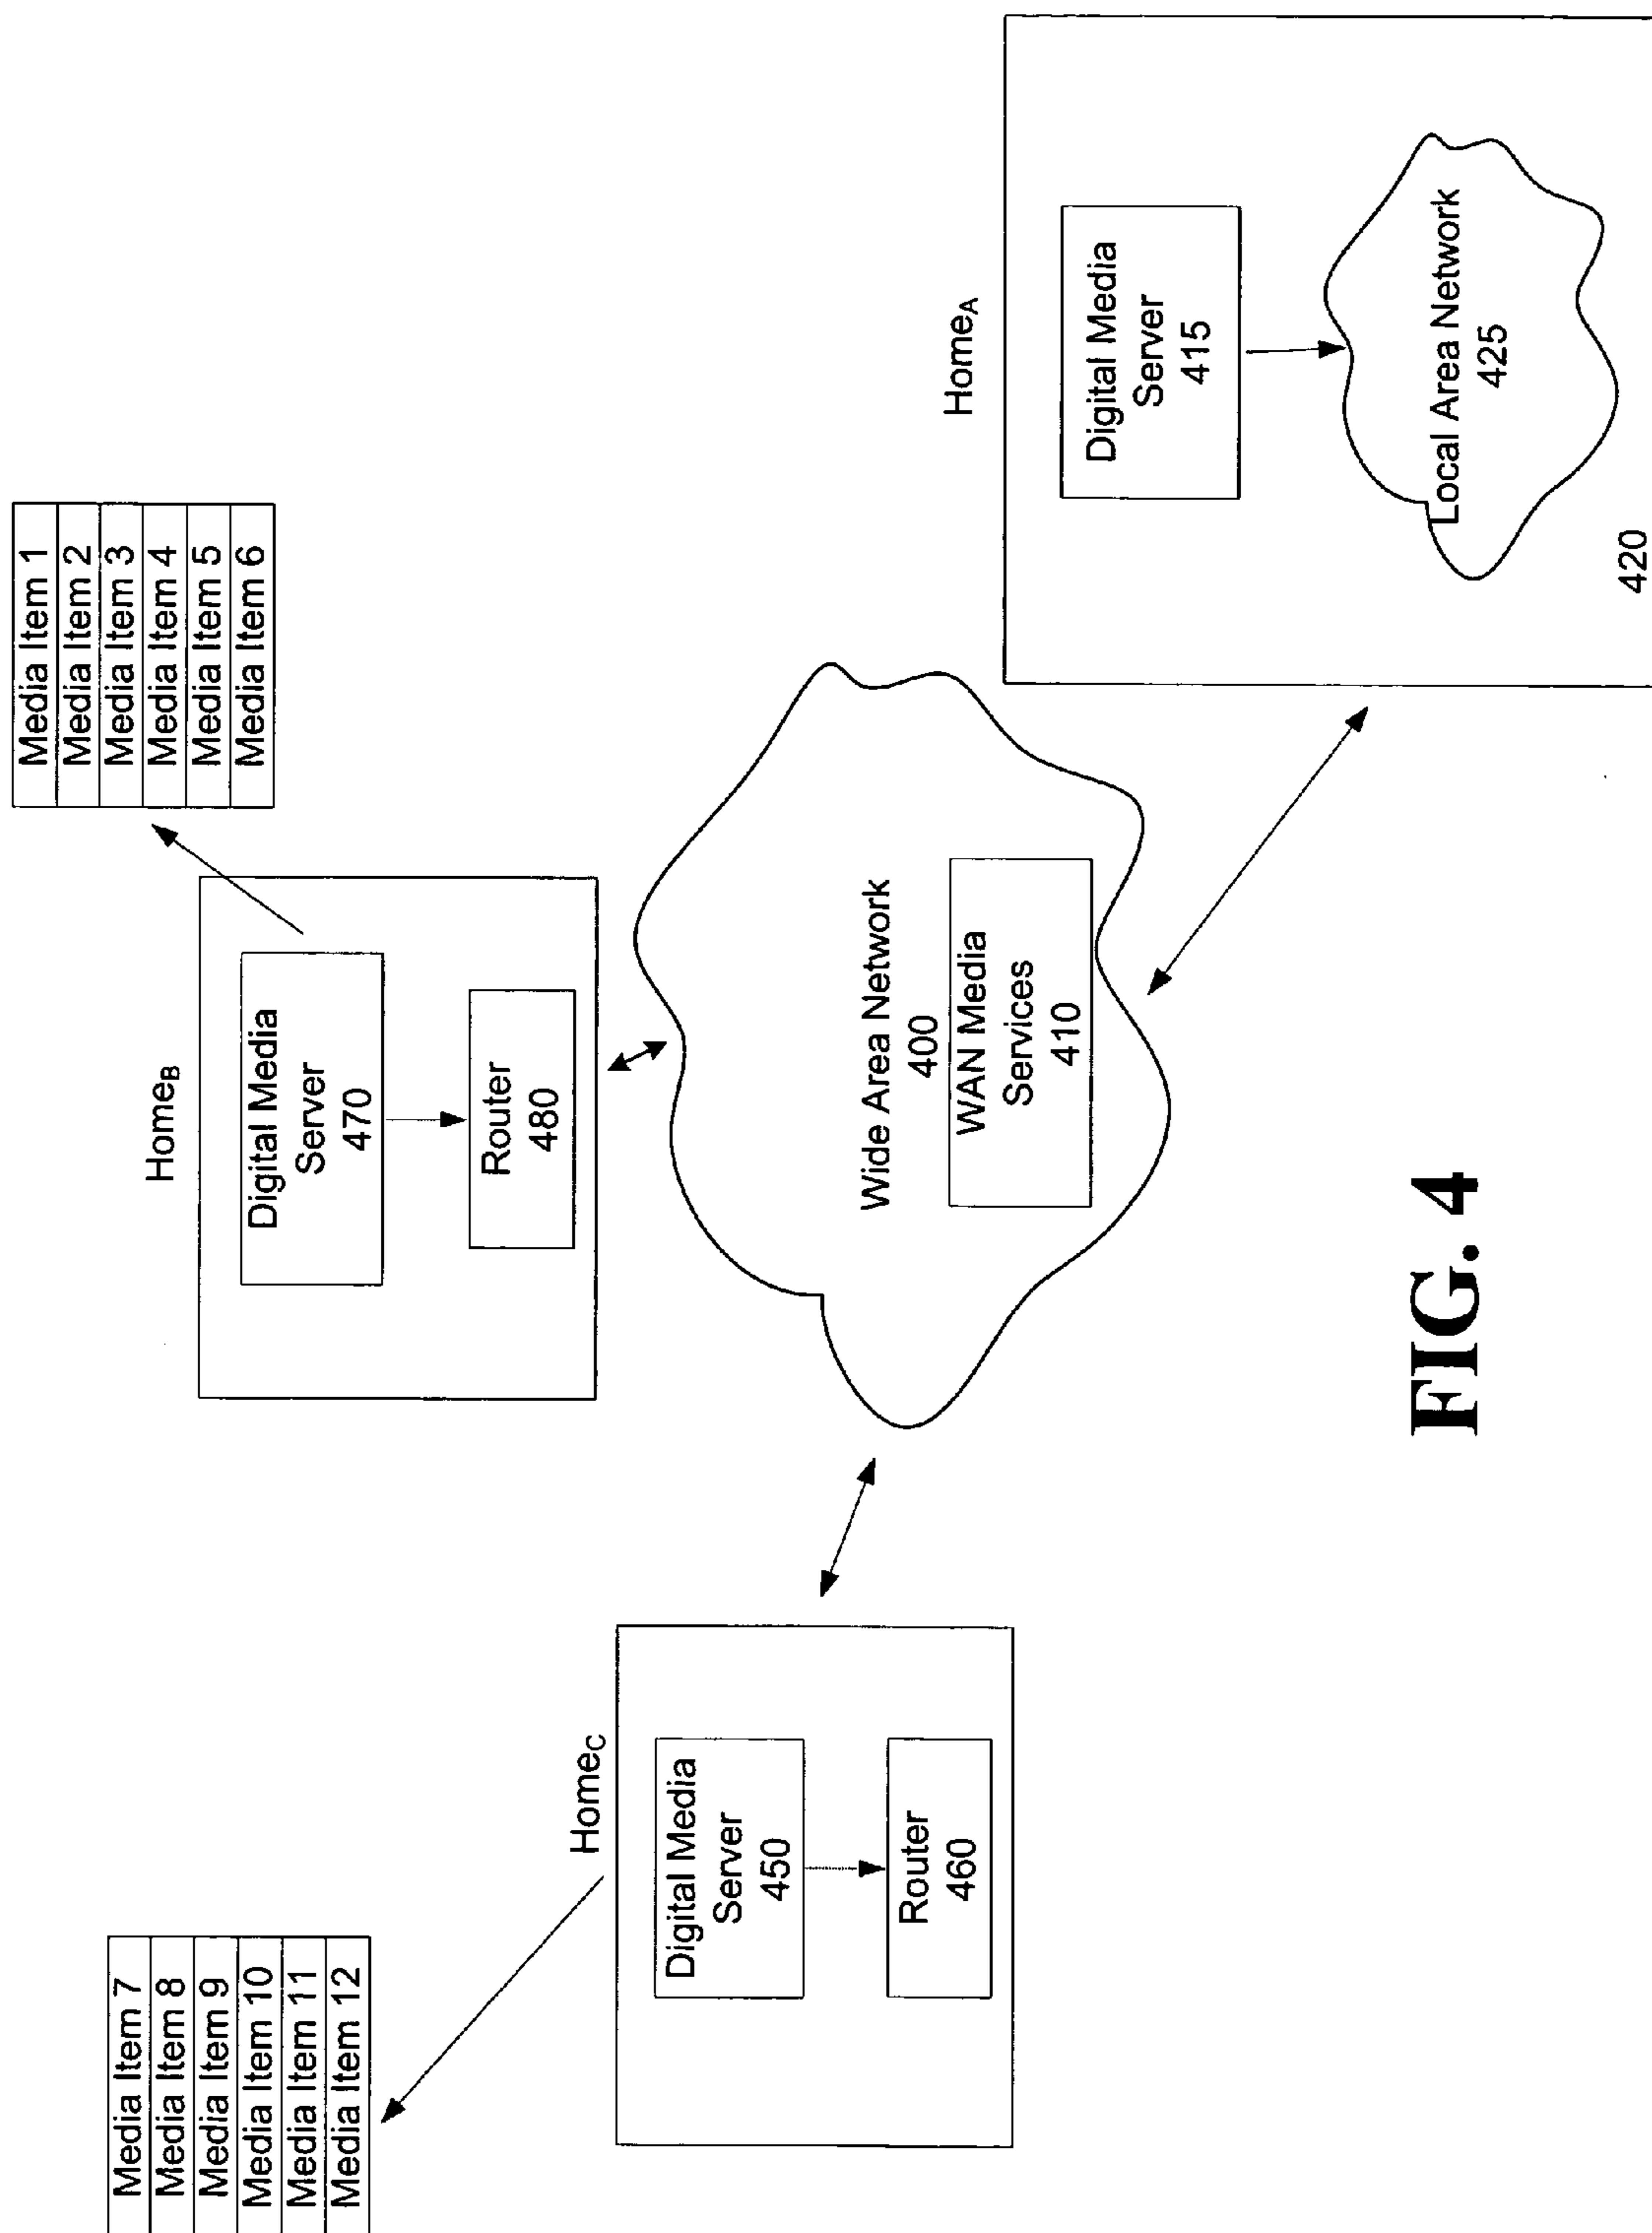 Media Item 7
Media Item 8
Media Item 9
Media Item 10
Media Item 11
Media Item 12
Media Item 1
Media Item 2
Media Item 3
Media Item 4
Media Item 5
Media Item 6
HomeB
Digital Media
Server
470
Router
480
HomeC
Digital Media
Server
450
Router
460
Wide Area Network
400
WAN Media
Services
410
HomeA
Digital Media
Server
415
Local Area Network
425
420
FIG. 4